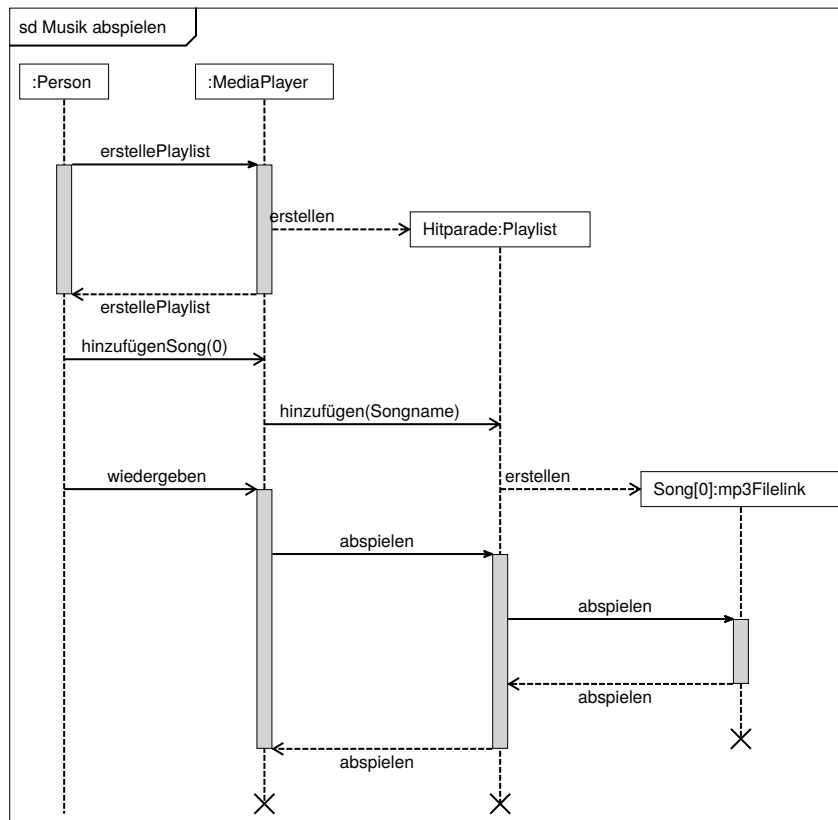 sd Musik abspielen
:Person
:MediaPlayer
erstellePlaylist
erstellen
Hitparade:Playlist
erstellePlaylist
hinzufügenSong(0)
hinzufügen(Songname)
wiedergeben
erstellen
Song[0]:mp3Filelink
abspielen
abspielen
abspielen
abspielen